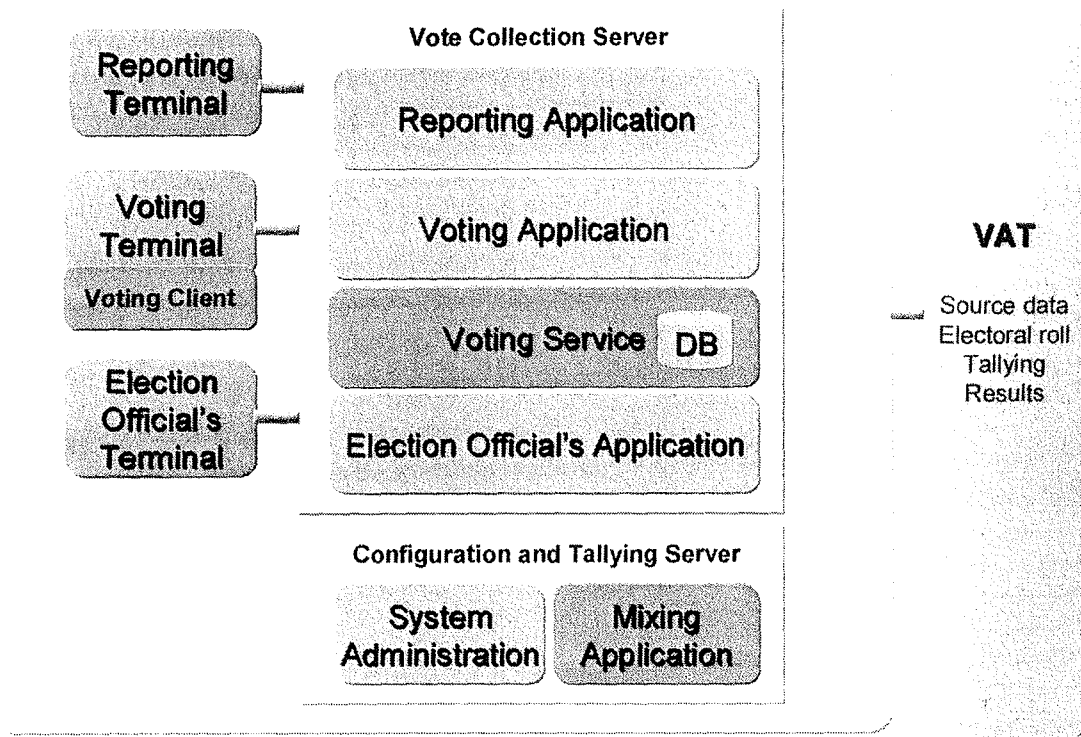 Vote Collection Server
Reporting
Terminal
Reporting Application
Voting
Terminal
Voting Client
Voting Application
Voting Service
DB
Election
Official's
Terminal
Election Official's Application
Configuration and Tallying Server
System
Administration
Mixing
Application
VAT
Source data
Electoral roll
Tallying
Results